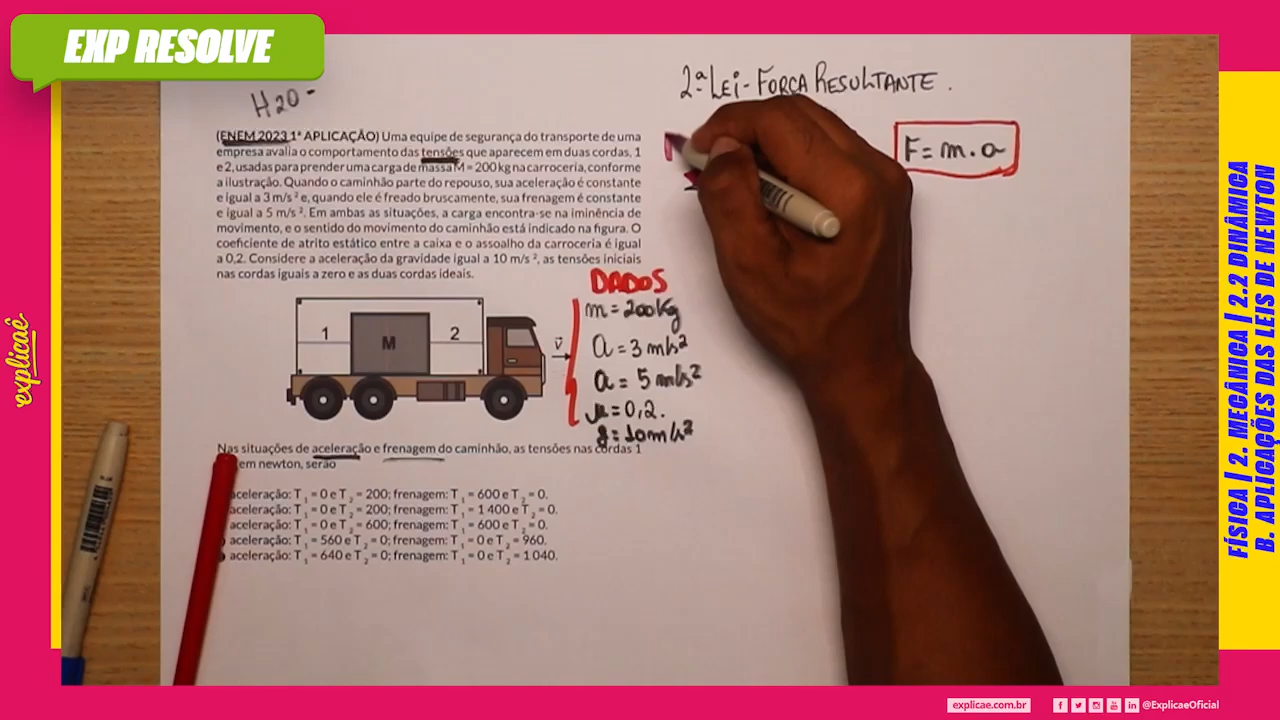 EXP RESOLVE
H2O -
2ª Lei - FORÇA RESULTANTE.
F = m . a
(ENEM 2023 1ª APLICAÇÃO) Uma equipe de segurança do transporte de uma
empresa avalia o comportamento das tensões que aparecem em duas cordas, 1
e 2, usadas para prender uma carga de massa M = 200 kg na carroceria, conforme
a ilustração. Quando o caminhão parte do repouso, sua aceleração é constante
e igual a 3 m/s ² e, quando ele é freado bruscamente, sua frenagem é constante
e igual a 5 m/s ². Em ambas as situações, a carga encontra-se na iminência de
movimento, e o sentido do movimento do caminhão está indicado na figura. O
coeficiente de atrito estático entre a caixa e o assoalho da carroceria é igual
a 0,2. Considere a aceleração da gravidade igual a 10 m/s ², as tensões iniciais
nas cordas iguais a zero e as duas cordas ideais.
1 M 2 v
DADOS
m = 200kg
a = 3 m/s²
a = 5 m/s²
μ = 0,2.
g = 10m/s²
Nas situações de aceleração e frenagem do caminhão, as tensões nas cordas 1
em newton, serão
aceleração: T₁ = 0 e T₂ = 200; frenagem: T₁ = 600 e T₂ = 0.
aceleração: T₁ = 0 e T₂ = 200; frenagem: T₁ = 1 400 e T₂ = 0.
aceleração: T₁ = 0 e T₂ = 600; frenagem: T₁ = 600 e T₂ = 0.
aceleração: T₁ = 560 e T₂ = 0; frenagem: T₁ = 0 e T₂ = 960.
aceleração: T₁ = 640 e T₂ = 0; frenagem: T₁ = 0 e T₂ = 1 040.
explicaê
FÍSICA | 2. MECÂNICA | 2.2 DINÂMICA
B. APLICAÇÕES DAS LEIS DE NEWTON
explicae.com.br
@ExplicaeOficial